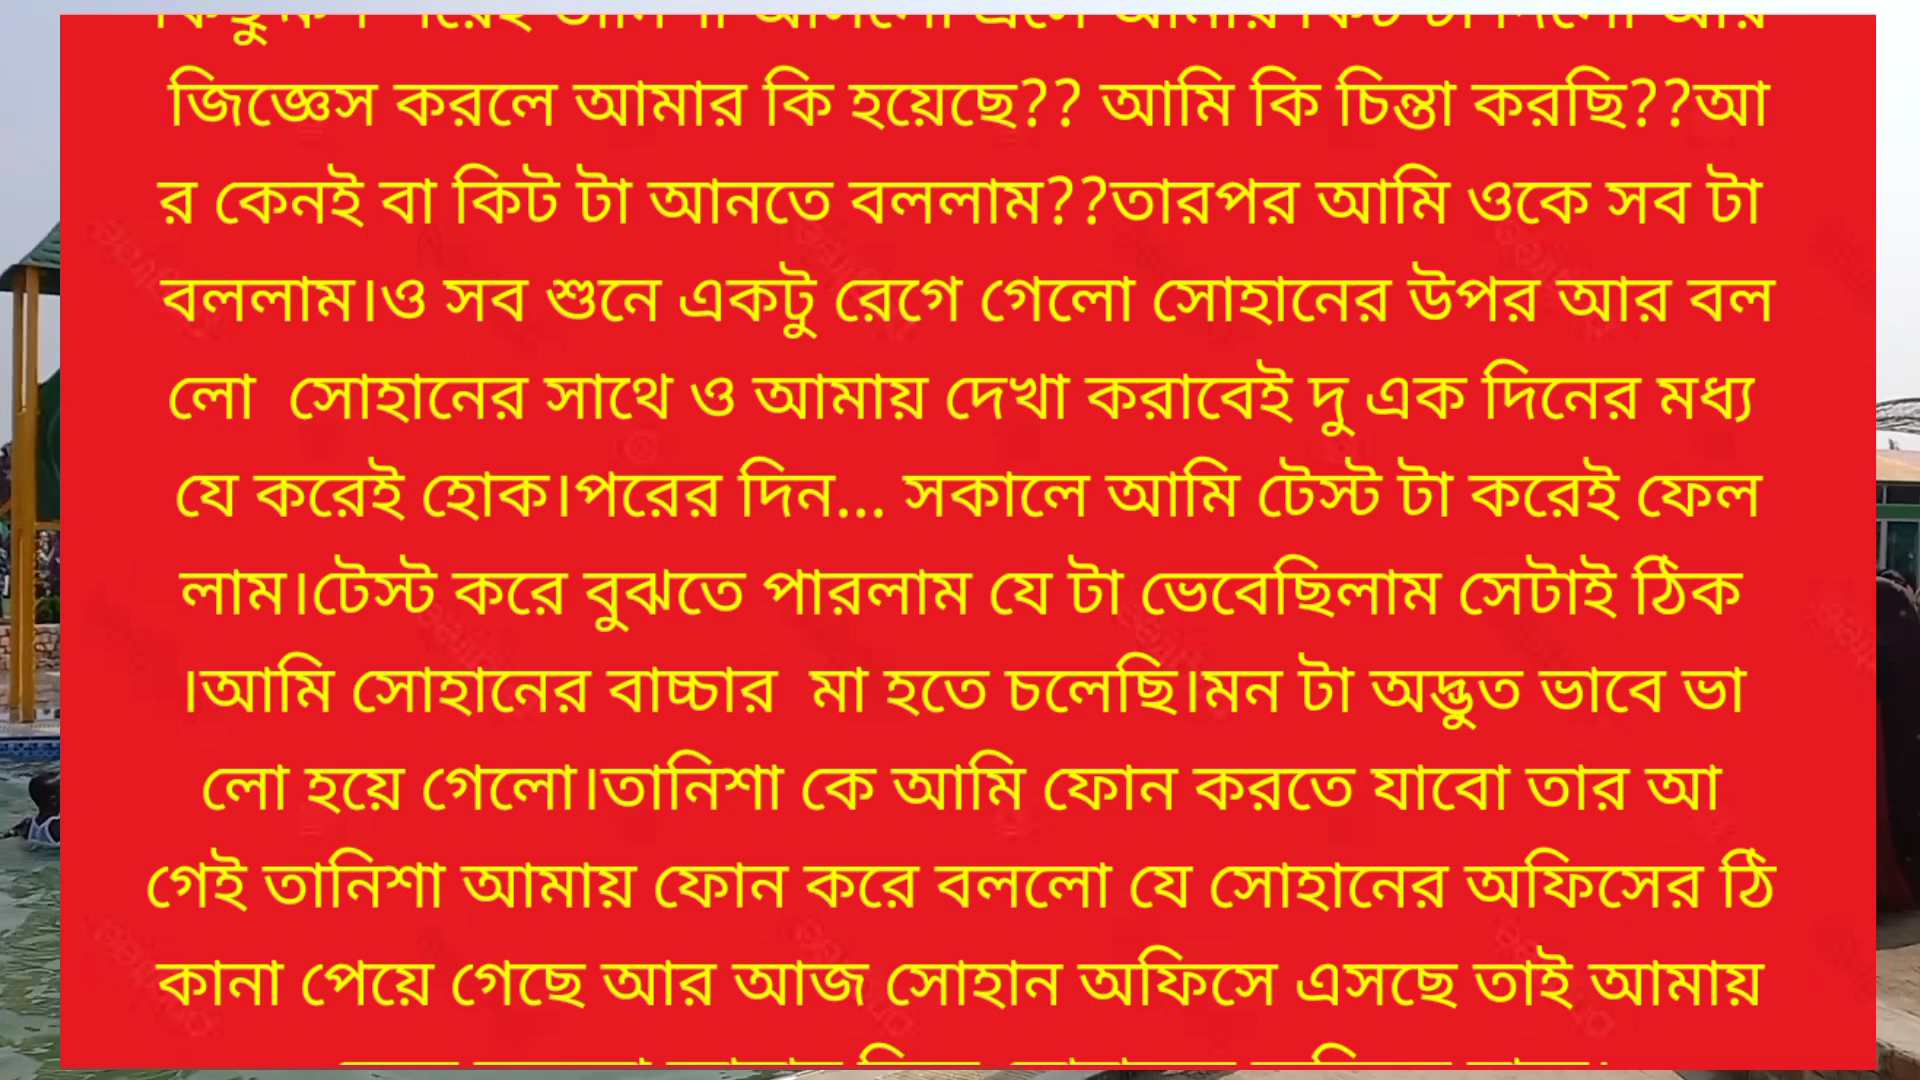 জিজ্ঞেস করলে আমার কি হয়েছে?? আমি কি চিন্তা করছি??আ
র কেনই বা কিট টা আনতে বললাম??তারপর আমি ওকে সব টা
বললাম।ও সব শুনে একটু রেগে গেলো সোহানের উপর আর বল
লো  সোহানের সাথে ও আমায় দেখা করাবেই দু এক দিনের মধ্য
যে করেই হোক।পরের দিন... সকালে আমি টেস্ট টা করেই ফেল
লাম।টেস্ট করে বুঝতে পারলাম যে টা ভেবেছিলাম সেটাই ঠিক
।আমি সোহানের বাচ্চার  মা হতে চলেছি।মন টা অদ্ভুত ভাবে ভা
লো হয়ে গেলো।তানিশা কে আমি ফোন করতে যাবো তার আ
গেই তানিশা আমায় ফোন করে বললো যে সোহানের অফিসের ঠি
কানা পেয়ে গেছে আর আজ সোহান অফিসে এসছে তাই আমায়